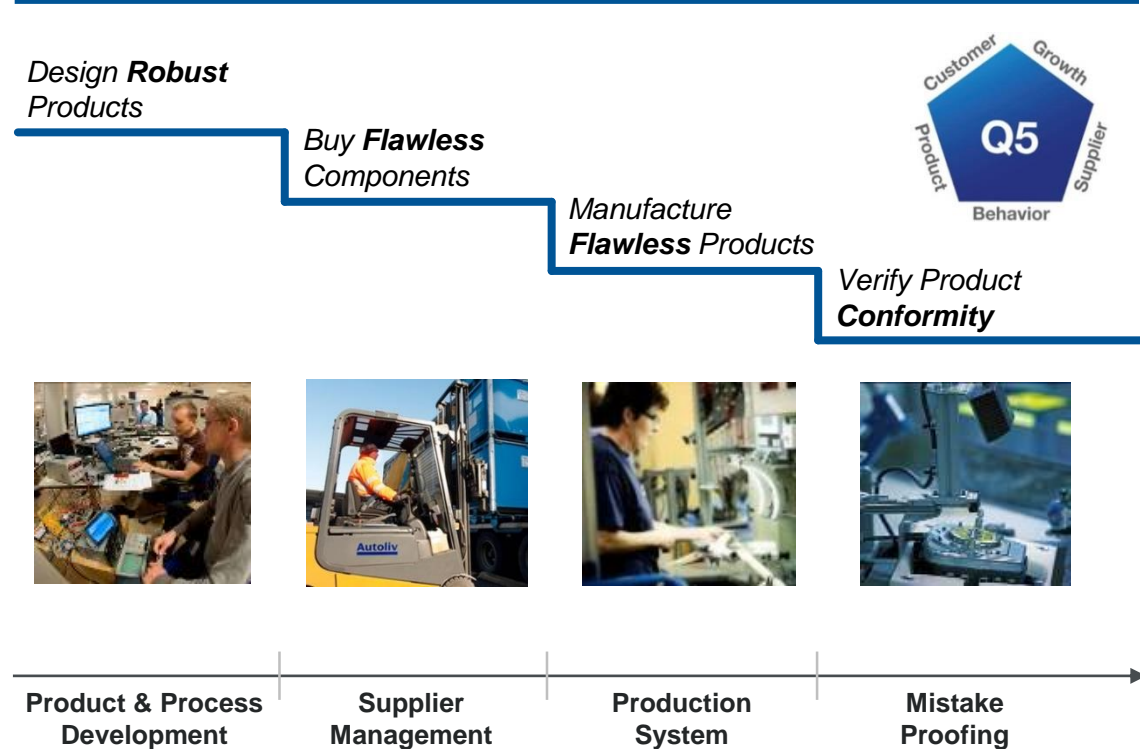 Design Robust
Products
Buy Flawless
Components
Manufacture
Flawless Products
Verify Product
Conformity
Customer
Growth
Product
Q5
Supplier
Behavior
Autoliv
Product & Process
Development
Supplier
Management
Production
System
Mistake
Proofing